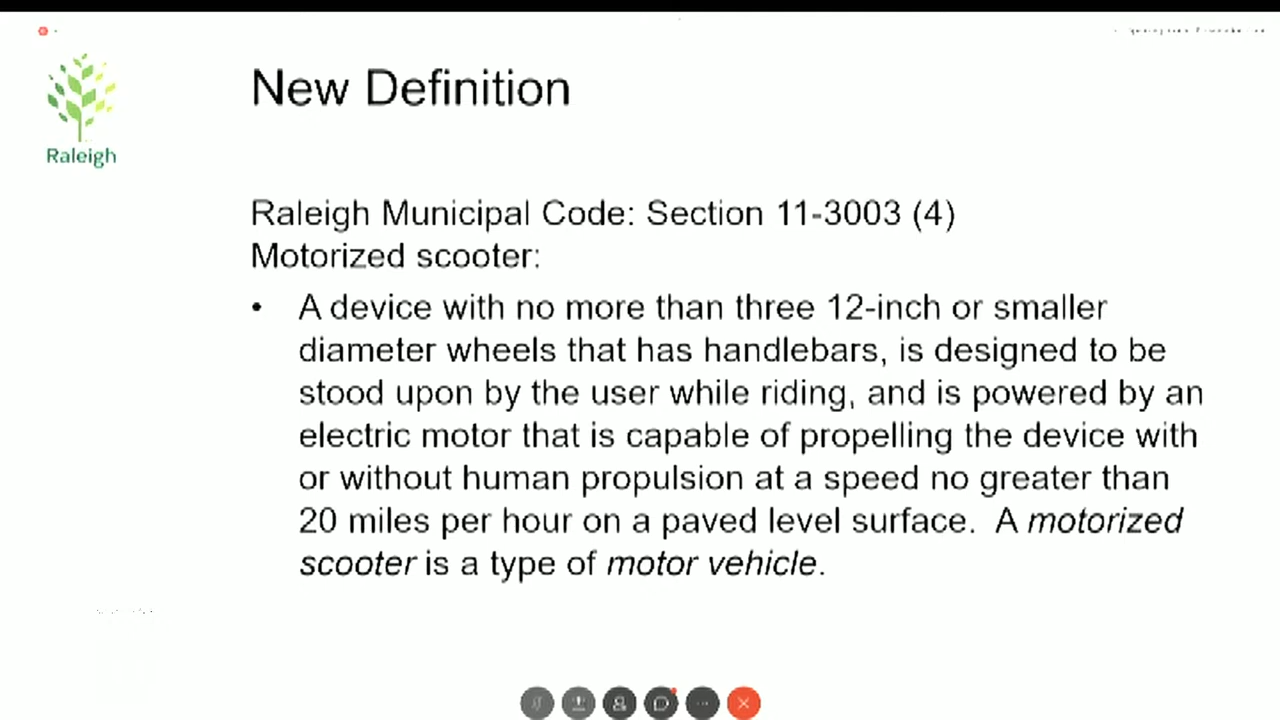 New Definition
Raleigh
Raleigh Municipal Code: Section 11-3003 (4)
Motorized scooter:
• A device with no more than three 12-inch or smaller
diameter wheels that has handlebars, is designed to be
stood upon by the user while riding, and is powered by an
electric motor that is capable of propelling the device with
or without human propulsion at a speed no greater than
20 miles per hour on a paved level surface. A motorized
scooter is a type of motor vehicle.